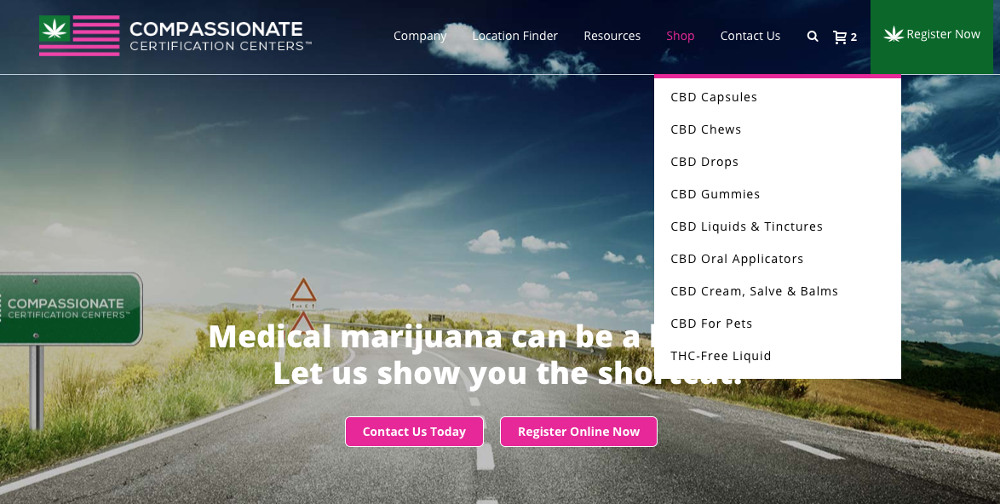 COMPASSIONATE
CERTIFICATION CENTERS™
Company
Location Finder
Resources
Shop
Contact Us
2
Register Now
CBD Capsules
CBD Chews
CBD Drops
CBD Gummies
CBD Liquids & Tinctures
CBD Oral Applicators
CBD Cream, Salve & Balms
CBD For Pets
THC-Free Liquid
COMPASSIONATE
CERTIFICATION CENTERS™
Medical marijuana can be a
Let us show you the shortcut.
Contact Us Today
Register Online Now